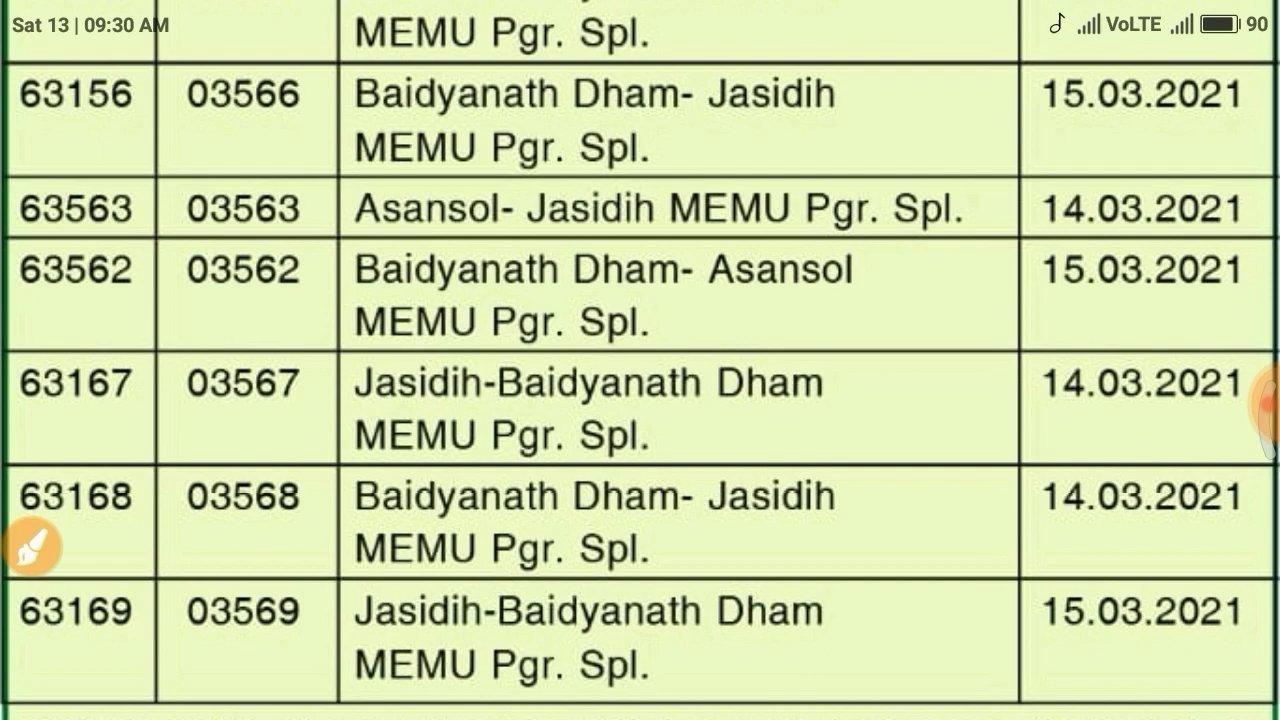 Sat 13 | 09:30 AM VoLTE 90
MEMU Pgr. Spl.
63156 03566 Baidyanath Dham- Jasidih 15.03.2021
MEMU Pgr. Spl.
63563 03563 Asansol- Jasidih MEMU Pgr. Spl. 14.03.2021
63562 03562 Baidyanath Dham- Asansol 15.03.2021
MEMU Pgr. Spl.
63167 03567 Jasidih-Baidyanath Dham 14.03.2021
MEMU Pgr. Spl.
63168 03568 Baidyanath Dham- Jasidih 14.03.2021
MEMU Pgr. Spl.
63169 03569 Jasidih-Baidyanath Dham 15.03.2021
MEMU Pgr. Spl.